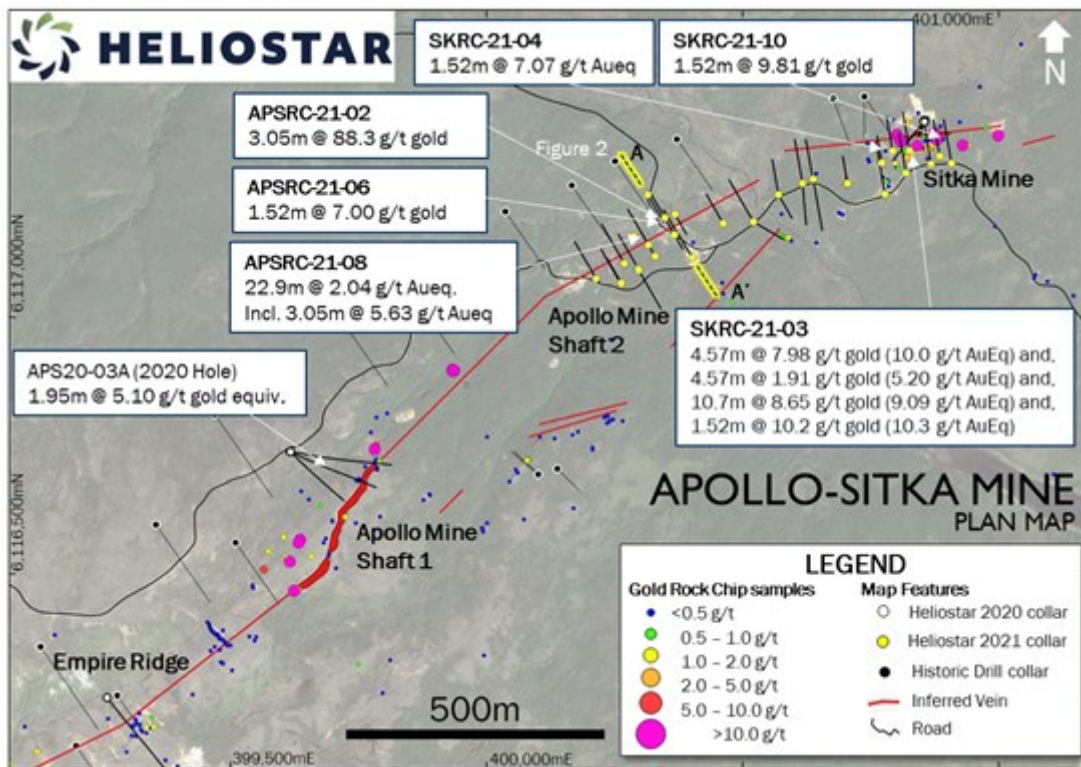 HELIOSTAR
401,000mE
N
SKRC-21-04
1.52m @ 7.07 g/t Aueq
SKRC-21-10
1.52m @ 9.81 g/t gold
APSRC-21-02
3.05m @ 88.3 g/t gold
Figure 2
A
Sitka Mine
APSRC-21-06
1.52m @ 7.00 g/t gold
6,117,000mN
APSRC-21-08
22.9m @ 2.04 g/t Aueq.
Incl. 3.05m @ 5.63 g/t Aueq
A'
Apollo Mine
Shaft 2
SKRC-21-03
4.57m @ 7.98 g/t gold (10.0 g/t AuEq) and,
4.57m @ 1.91 g/t gold (5.20 g/t AuEq) and,
10.7m @ 8.65 g/t gold (9.09 g/t AuEq) and,
1.52m @ 10.2 g/t gold (10.3 g/t AuEq)
APS20-03A (2020 Hole)
1.95m @ 5.10 g/t gold equiv.
APOLLO-SITKA MINE
PLAN MAP
6,116,500mN
Apollo Mine
Shaft 1
LEGEND
Gold Rock Chip samples
<0.5 g/t
0.5 – 1.0 g/t
1.0 – 2.0 g/t
2.0 – 5.0 g/t
5.0 – 10.0 g/t
>10.0 g/t
Map Features
Heliostar 2020 collar
Heliostar 2021 collar
Historic Drill collar
Inferred Vein
Road
Empire Ridge
500m
399,500mE
400,000mE